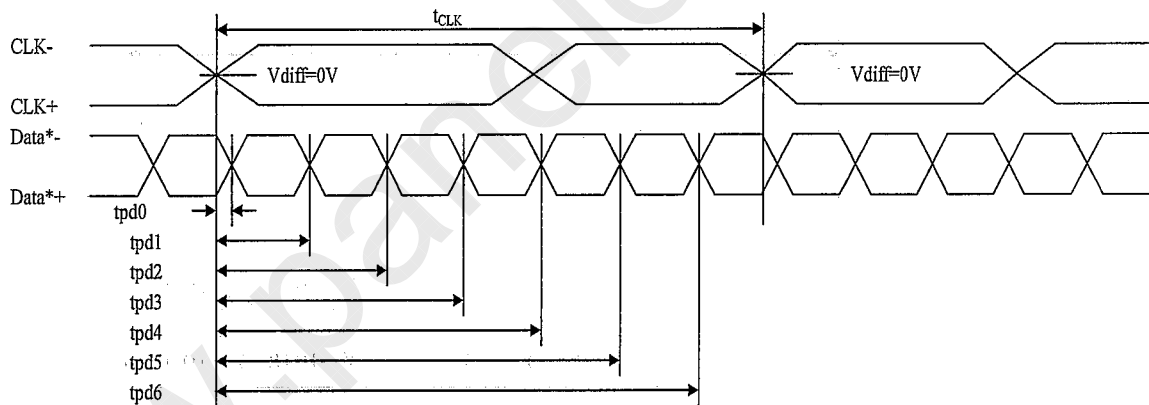 tCLK
CLK-
Vdiff=0V
Vdiff=0V
CLK+
Data*-
Data*+
tpd0
tpd1
tpd2
tpd3
tpd4
tpd5
tpd6